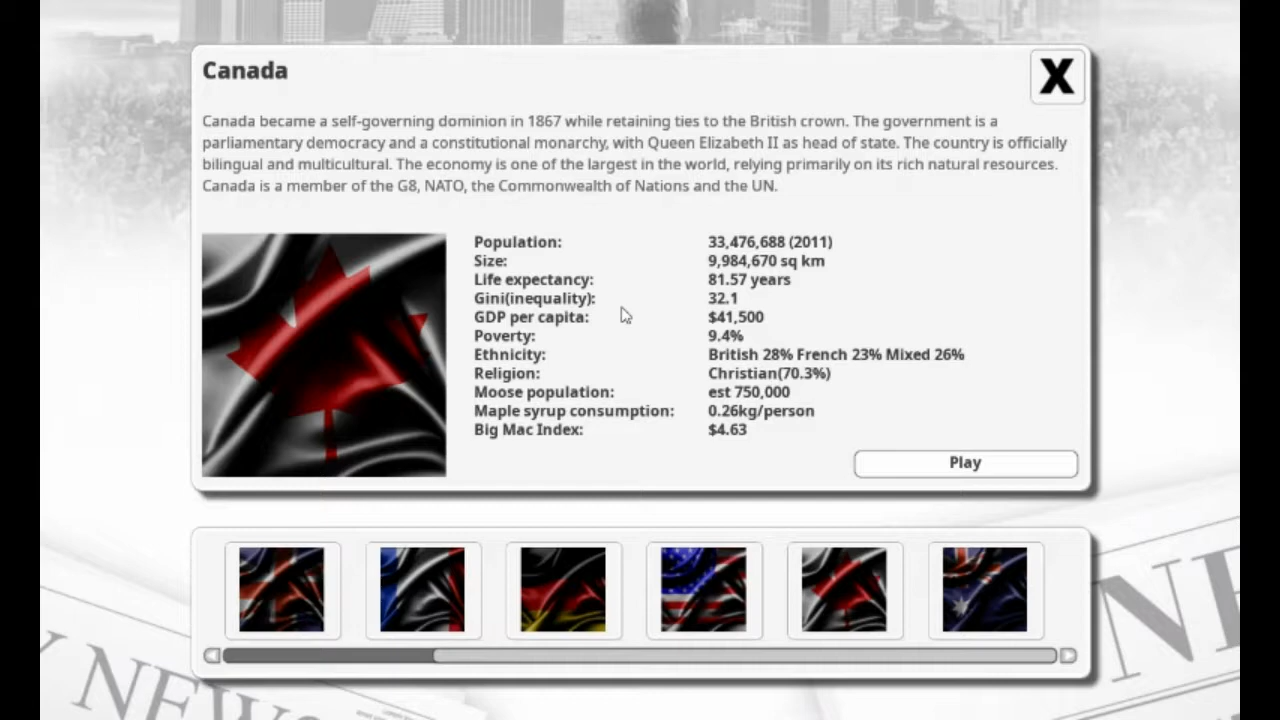 Canada
X
Canada became a self-governing dominion in 1867 while retaining ties to the British crown. The government is a
parliamentary democracy and a constitutional monarchy, with Queen Elizabeth II as head of state. The country is officially
bilingual and multicultural. The economy is one of the largest in the world, relying primarily on its rich natural resources.
Canada is a member of the G8, NATO, the Commonwealth of Nations and the UN.
Population: 33,476,688 (2011)
Size: 9,984,670 sq km
Life expectancy: 81.57 years
Gini(inequality): 32.1
GDP per capita: $41,500
Poverty: 9.4%
Ethnicity: British 28% French 23% Mixed 26%
Religion: Christian(70.3%)
Moose population: est 750,000
Maple syrup consumption: 0.26kg/person
Big Mac Index: $4.63
Play
NEWS
NE